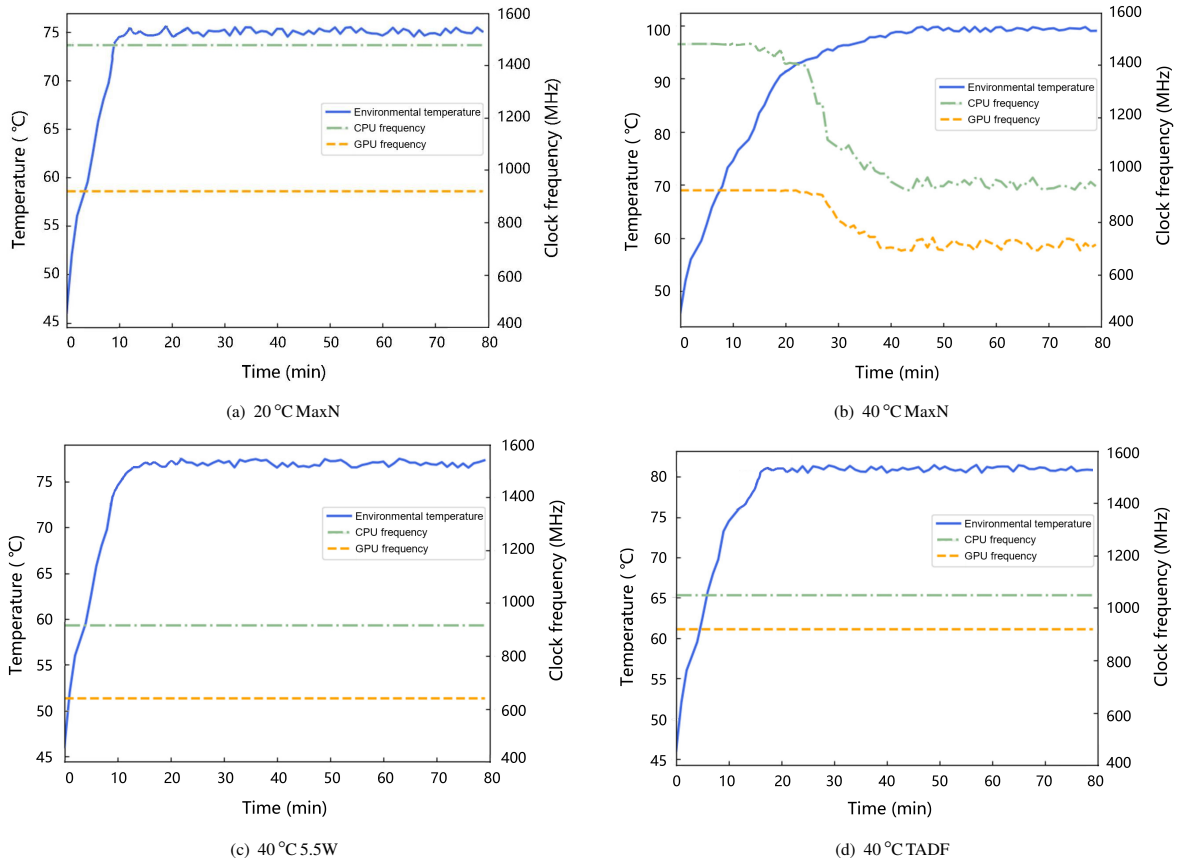 75
70
65
60
55
50
45
Temperature ( °C)
1600
1400
1200
1000
800
600
400
Clock frequency (MHz)
Environmental temperature
CPU frequency
GPU frequency
0 10 20 30 40 50 60 70 80
Time (min)
(a) 20 °C MaxN
100
90
80
70
60
50
Temperature ( °C)
1600
1400
1200
1000
800
600
400
Clock frequency (MHz)
Environmental temperature
CPU frequency
GPU frequency
0 10 20 30 40 50 60 70 80
Time (min)
(b) 40 °C MaxN
75
70
65
60
55
50
45
Temperature ( °C)
1600
1400
1200
1000
800
600
400
Clock frequency (MHz)
Environmental temperature
CPU frequency
GPU frequency
0 10 20 30 40 50 60 70 80
Time (min)
(c) 40 °C 5.5W
80
75
70
65
60
55
50
45
Temperature ( °C)
1600
1400
1200
1000
800
600
400
Clock frequency (MHz)
Environmental temperature
CPU frequency
GPU frequency
0 10 20 30 40 50 60 70 80
Time (min)
(d) 40 °C TADF